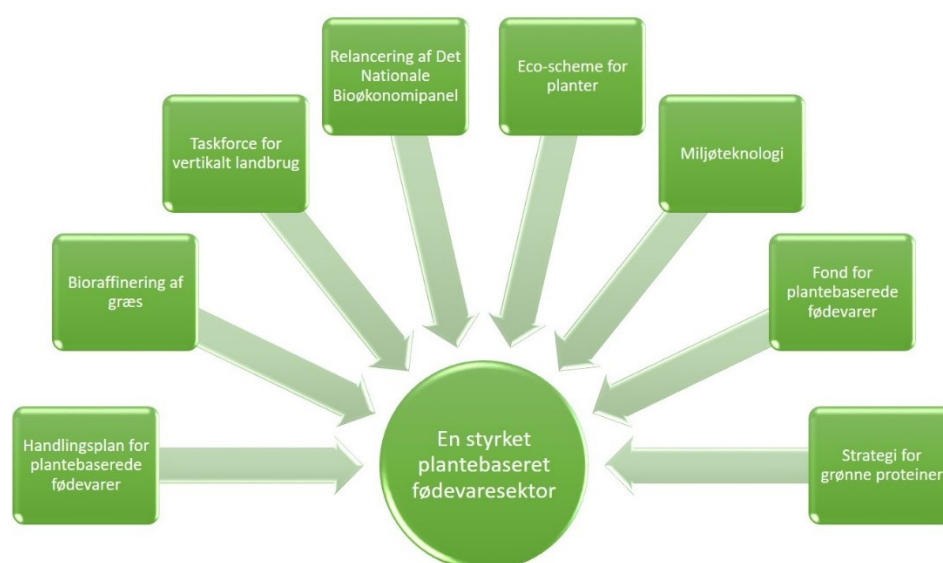 Relancering af Det
Nationale
Bioøkonomipanel
Eco-scheme for
planter
Taskforce for
vertikalt landbrug
Miljøteknologi
Bioraffinering af
græs
Fond for
plantebaserede
fødevarer
Handlingsplan for
plantebaserede
fødevarer
En styrket
plantebaseret
fødevaresektor
Strategi for
grønne proteiner